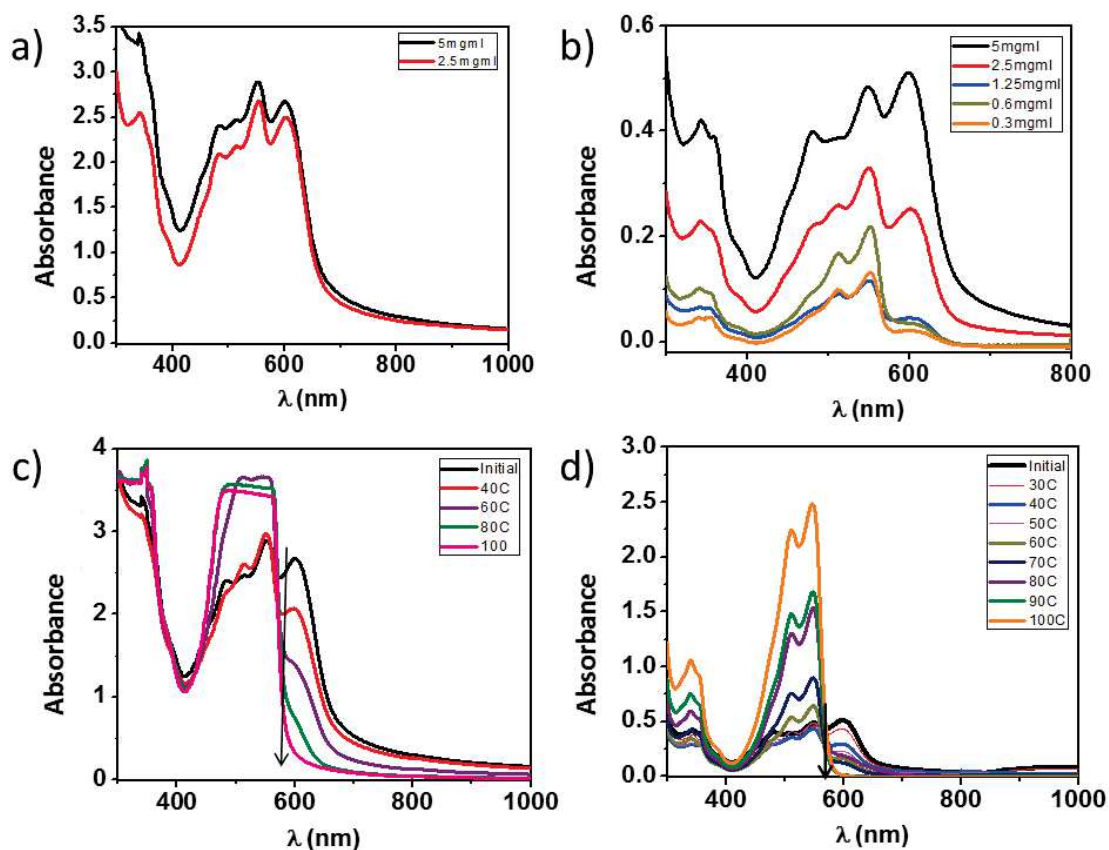 a)
3.5
3.0
2.5
2.0
1.5
1.0
0.5
0.0
Absorbance
400 600 800 1000
λ (nm)
5mgml
2.5mgml
b)
0.6
0.4
0.2
0.0
Absorbance
400 500 600 800
λ (nm)
5mgml
2.5mgml
1.25mgml
0.6mgml
0.3mgml
c)
4
3
2
1
0
Absorbance
400 600 800 1000
λ (nm)
Initial
40C
60C
80C
100
d)
3.0
2.5
2.0
1.5
1.0
0.5
0.0
Absorbance
400 600 800 1000
λ (nm)
Initial
30C
40C
50C
60C
70C
80C
90C
100C